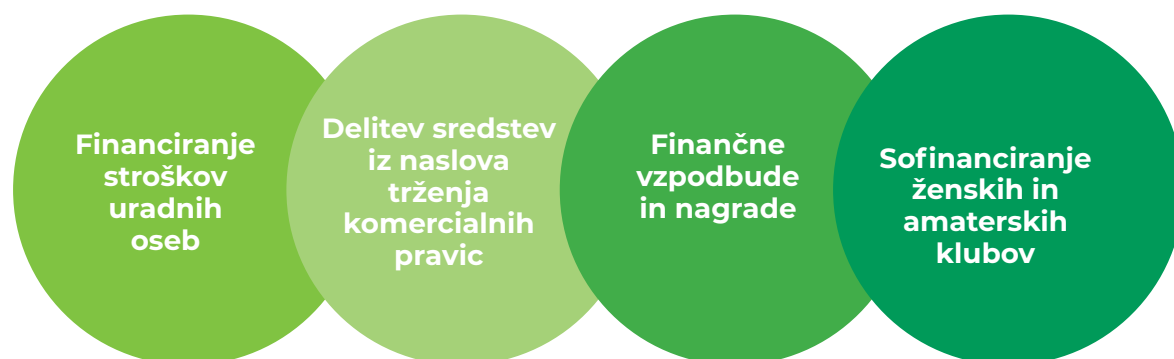 Financiranje
stroškov
uradnih
oseb
Delitev sredstev
iz naslova
trženja
komercialnih
pravic
Finančne
vzpodbude
in nagrade
Sofinanciranje
ženskih in
amaterskih
klubov